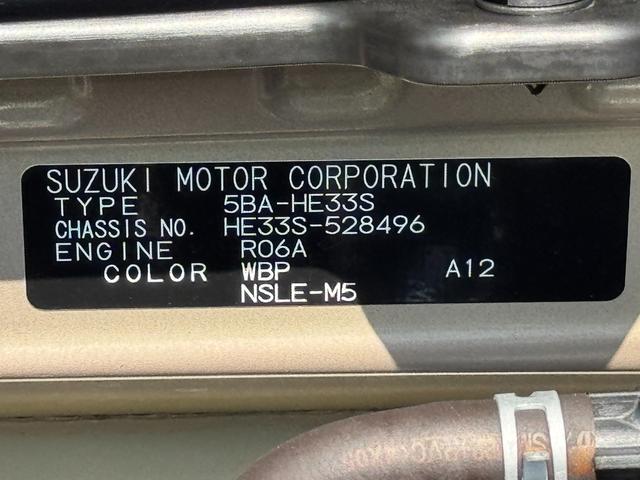 SUZUKI MOTOR CORPORATION
TYPE 5BA-HE33S
CHASSIS NO. HE33S-528496
ENGINE R06A
COLOR WBP A12
NSLE-M5